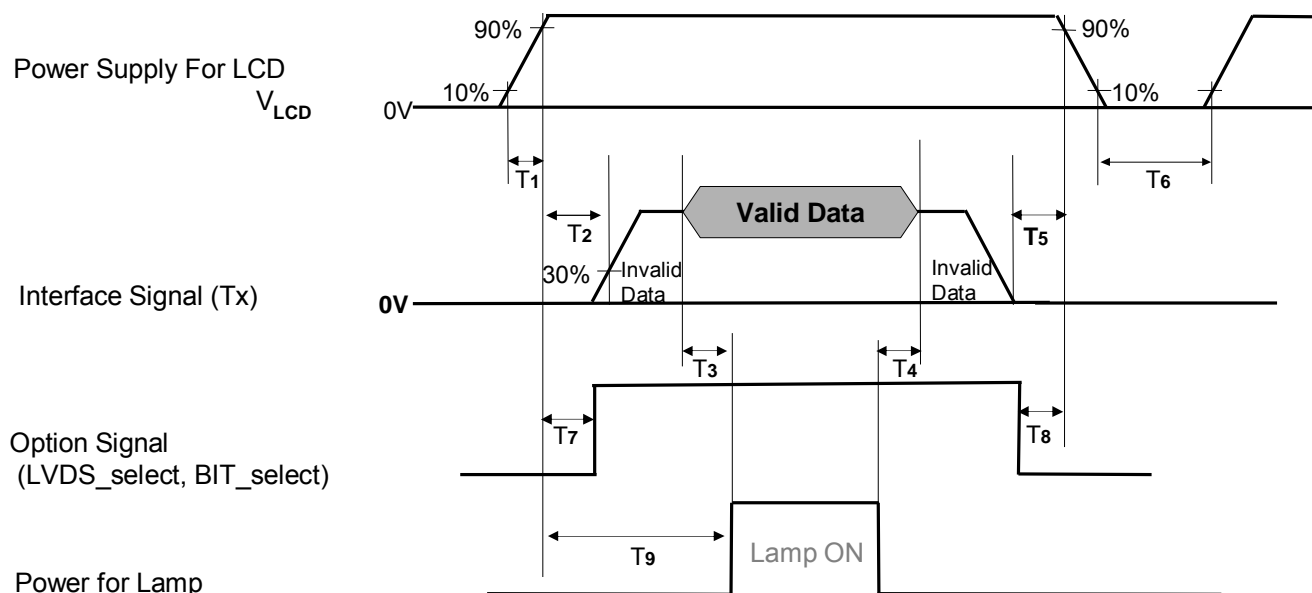 90%
90%
Power Supply For LCD
VLCD
10%
10%
0V
T1
T6
Valid Data
T2
T5
30%
Invalid
Data
Invalid
Data
Interface Signal (Tx)
0V
T3
T4
T7
T8
Option Signal
(LVDS_select, BIT_select)
T9
Lamp ON
Power for Lamp